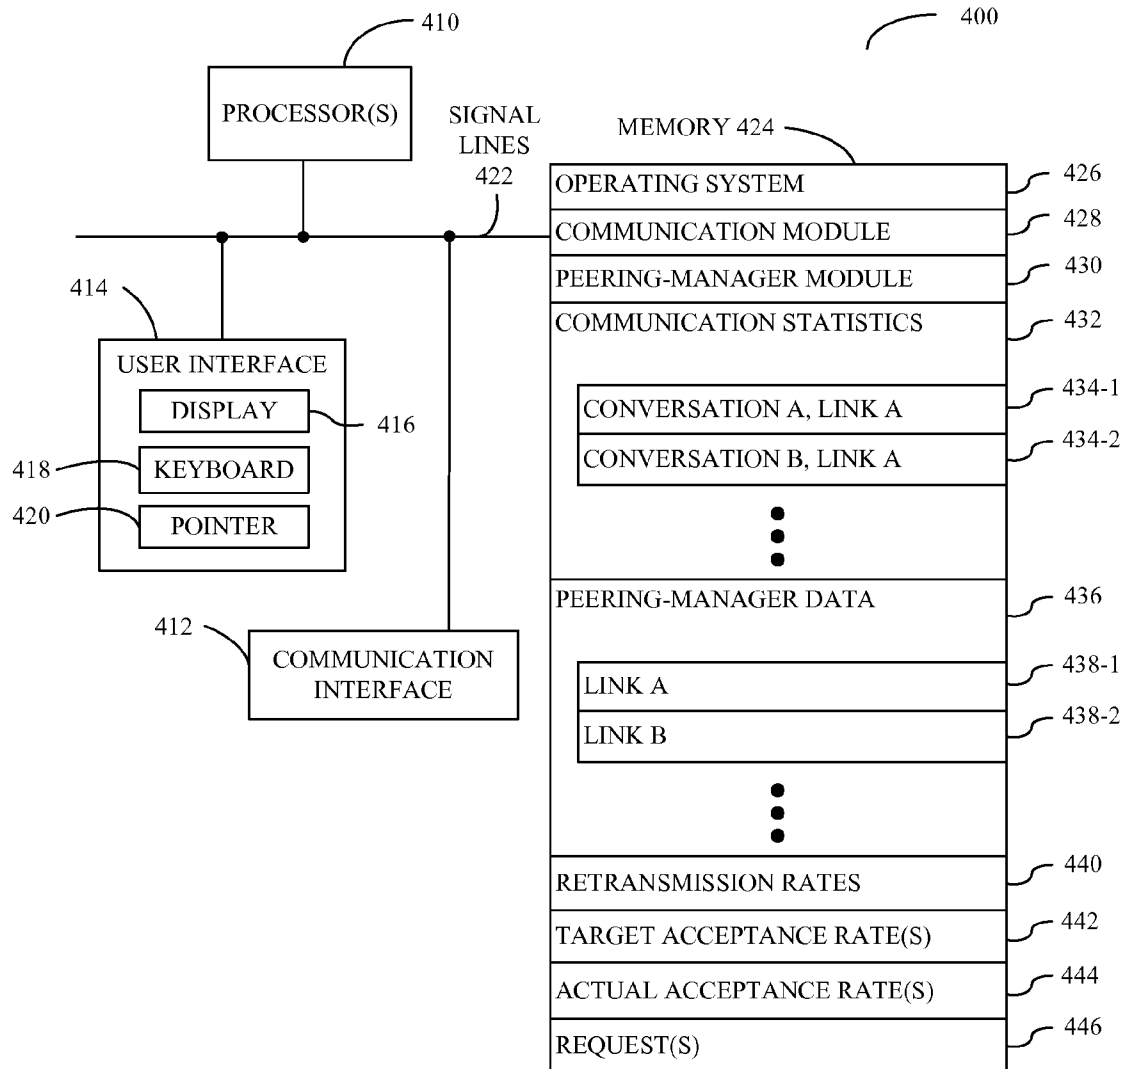 410
400
PROCESSOR(S)
SIGNAL
LINES
422
MEMORY 424
OPERATING SYSTEM
426
COMMUNICATION MODULE
428
PEERING-MANAGER MODULE
430
COMMUNICATION STATISTICS
432
CONVERSATION A, LINK A
434-1
CONVERSATION B, LINK A
434-2
414
USER INTERFACE
DISPLAY
416
418
KEYBOARD
420
POINTER
412
COMMUNICATION
INTERFACE
PEERING-MANAGER DATA
436
LINK A
438-1
LINK B
438-2
RETRANSMISSION RATES
440
TARGET ACCEPTANCE RATE(S)
442
ACTUAL ACCEPTANCE RATE(S)
444
REQUEST(S)
446